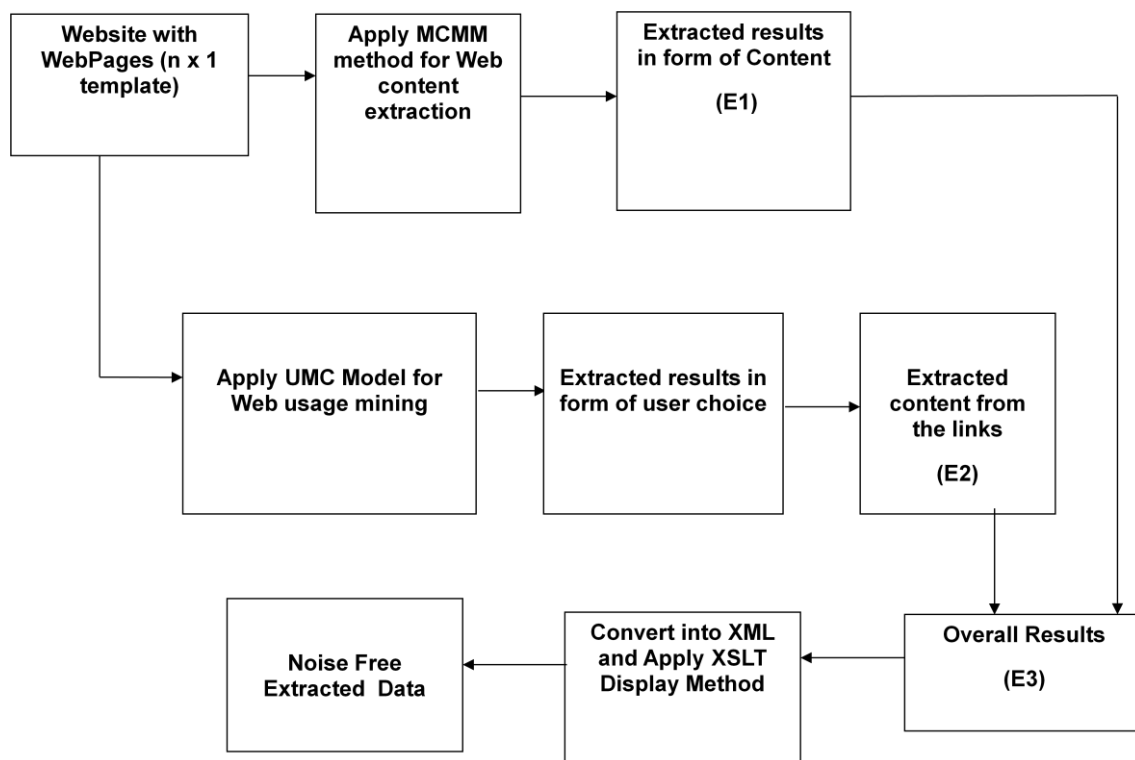 Website with
WebPages (n x 1
template)
Apply MCMM
method for Web
content
extraction
Extracted results
in form of Content
(E1)
Apply UMC Model for
Web usage mining
Extracted results in
form of user choice
Extracted
content from
the links
(E2)
Noise Free
Extracted Data
Convert into XML
and Apply XSLT
Display Method
Overall Results
(E3)